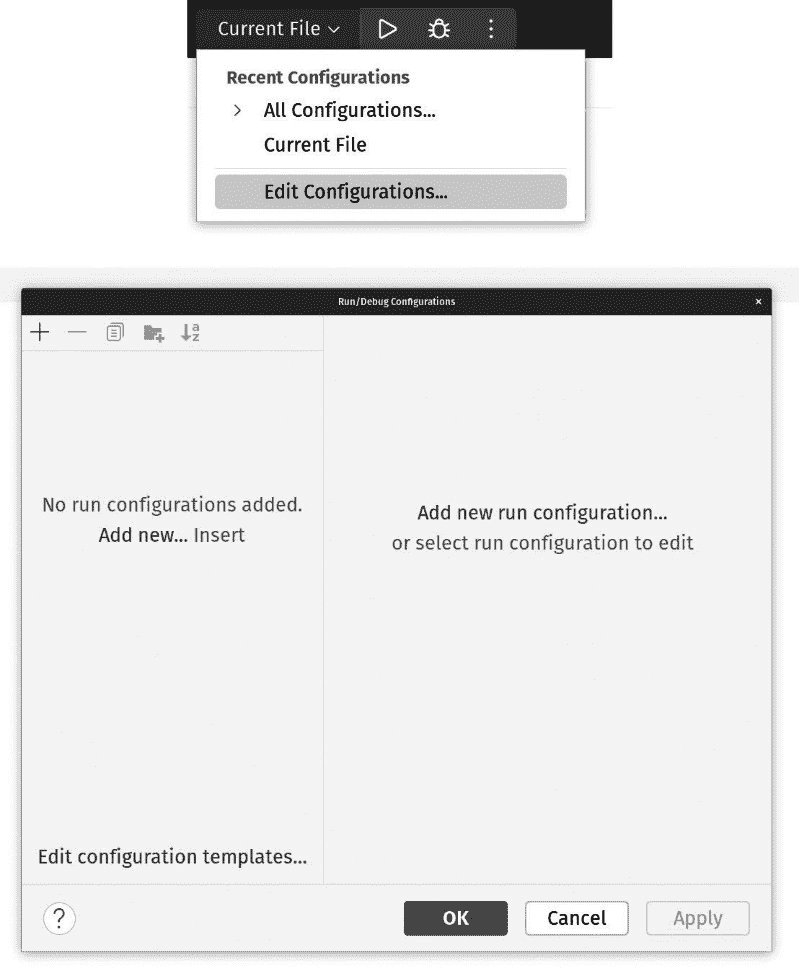 Current File
Recent Configurations
All Configurations...
Current File
Edit Configurations...
Run/Debug Configurations
No run configurations added.
Add new... Insert
Add new run configuration...
or select run configuration to edit
Edit configuration templates...
?
OK
Cancel
Apply